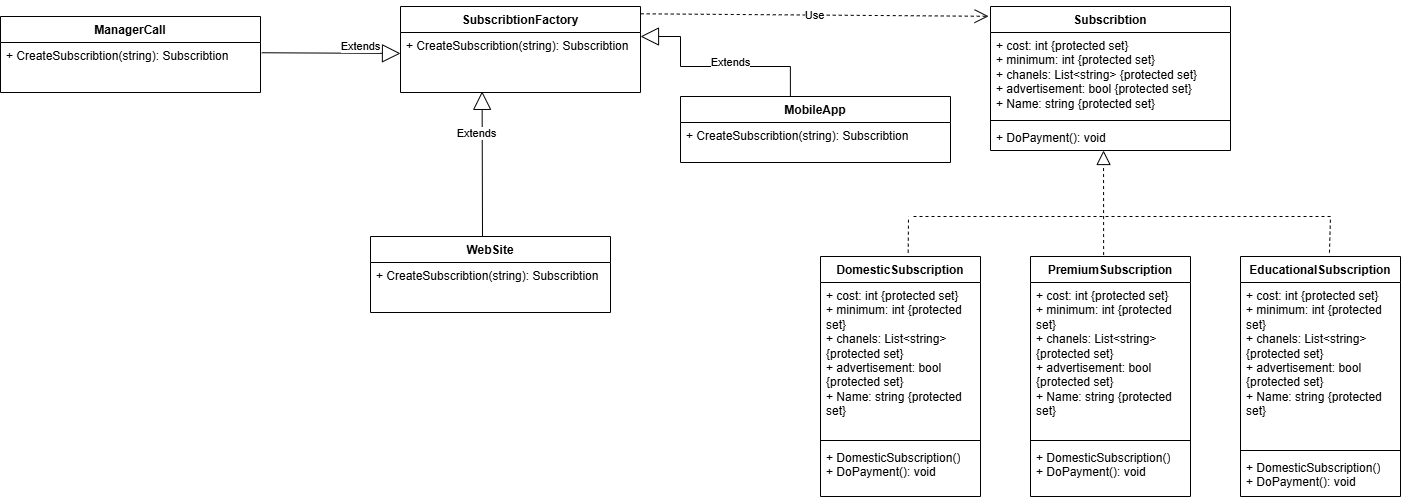 ManagerCall
+ CreateSubscribtion(string): Subscribtion
Extends
SubscribtionFactory
+ CreateSubscribtion(string): Subscribtion
Use
Subscribtion
+ cost: int {protected set}
+ minimum: int {protected set}
+ chanels: List<string> {protected set}
+ advertisement: bool {protected set}
+ Name: string {protected set}
+ DoPayment(): void
Extends
MobileApp
+ CreateSubscribtion(string): Subscribtion
Extends
WebSite
+ CreateSubscribtion(string): Subscribtion
DomesticSubscription
+ cost: int {protected set}
+ minimum: int {protected
set}
+ chanels: List<string>
{protected set}
+ advertisement: bool
{protected set}
+ Name: string {protected
set}
+ DomesticSubscription()
+ DoPayment(): void
PremiumSubscription
+ cost: int {protected set}
+ minimum: int {protected
set}
+ chanels: List<string>
{protected set}
+ advertisement: bool
{protected set}
+ Name: string {protected
set}
+ DomesticSubscription()
+ DoPayment(): void
EducationalSubscription
+ cost: int {protected set}
+ minimum: int {protected
set}
+ chanels: List<string>
{protected set}
+ advertisement: bool
{protected set}
+ Name: string {protected
set}
+ DomesticSubscription()
+ DoPayment(): void